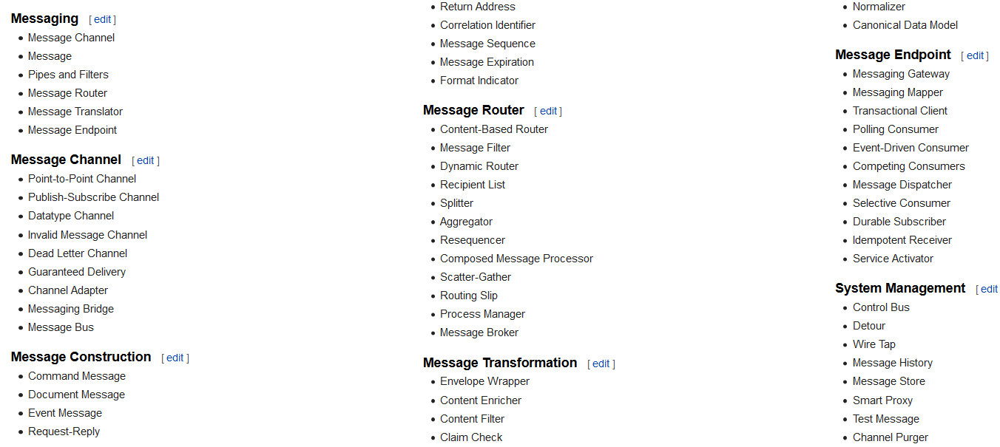 Messaging [ edit ]
Message Channel
Message
Pipes and Filters
Message Router
Message Translator
Message Endpoint
Message Channel [ edit ]
Point-to-Point Channel
Publish-Subscribe Channel
Datatype Channel
Invalid Message Channel
Dead Letter Channel
Guaranteed Delivery
Channel Adapter
Messaging Bridge
Message Bus
Message Construction [ edit ]
Command Message
Document Message
Event Message
Request-Reply
Return Address
Correlation Identifier
Message Sequence
Message Expiration
Format Indicator
Message Router [ edit ]
Content-Based Router
Message Filter
Dynamic Router
Recipient List
Splitter
Aggregator
Resequencer
Composed Message Processor
Scatter-Gather
Routing Slip
Process Manager
Message Broker
Message Transformation [ edit ]
Envelope Wrapper
Content Enricher
Content Filter
Claim Check
Normalizer
Canonical Data Model
Message Endpoint [ edit ]
Messaging Gateway
Messaging Mapper
Transactional Client
Polling Consumer
Event-Driven Consumer
Competing Consumers
Message Dispatcher
Selective Consumer
Durable Subscriber
Idempotent Receiver
Service Activator
System Management [ edit
Control Bus
Detour
Wire Tap
Message History
Message Store
Smart Proxy
Test Message
Channel Purger